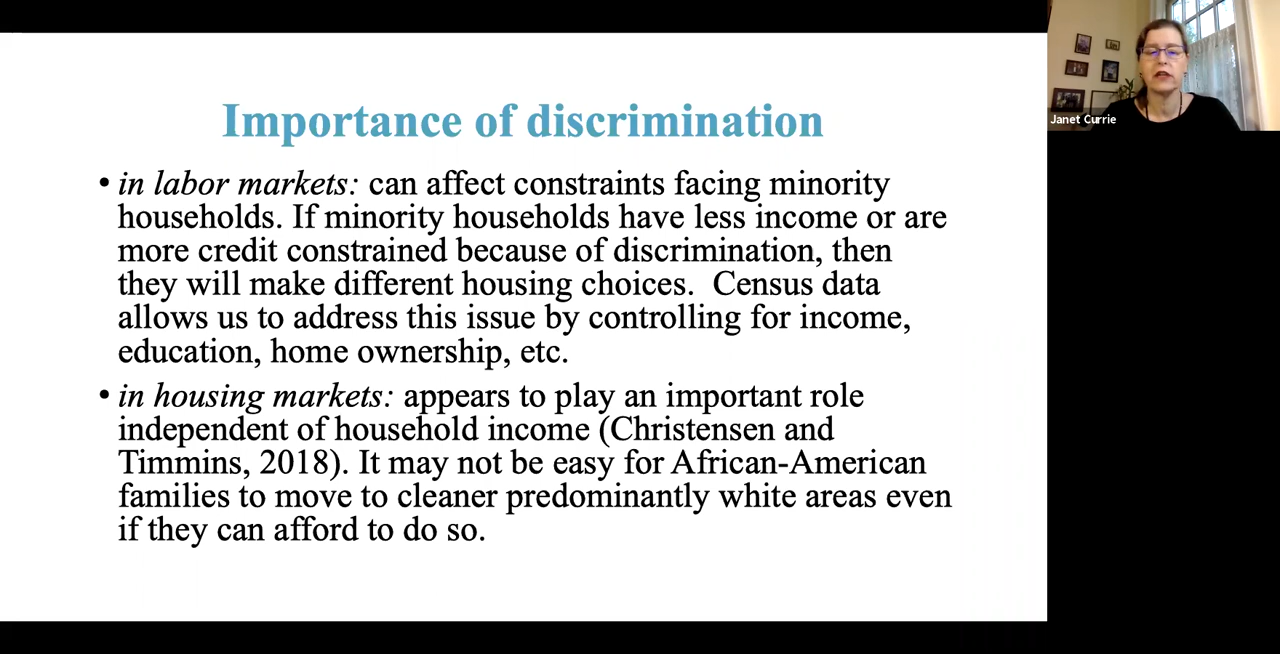 Importance of discrimination
• in labor markets: can affect constraints facing minority
households. If minority households have less income or are
more credit constrained because of discrimination, then
they will make different housing choices.  Census data
allows us to address this issue by controlling for income,
education, home ownership, etc.
• in housing markets: appears to play an important role
independent of household income (Christensen and
Timmins, 2018). It may not be easy for African-American
families to move to cleaner predominantly white areas even
if they can afford to do so.
Janet Currie